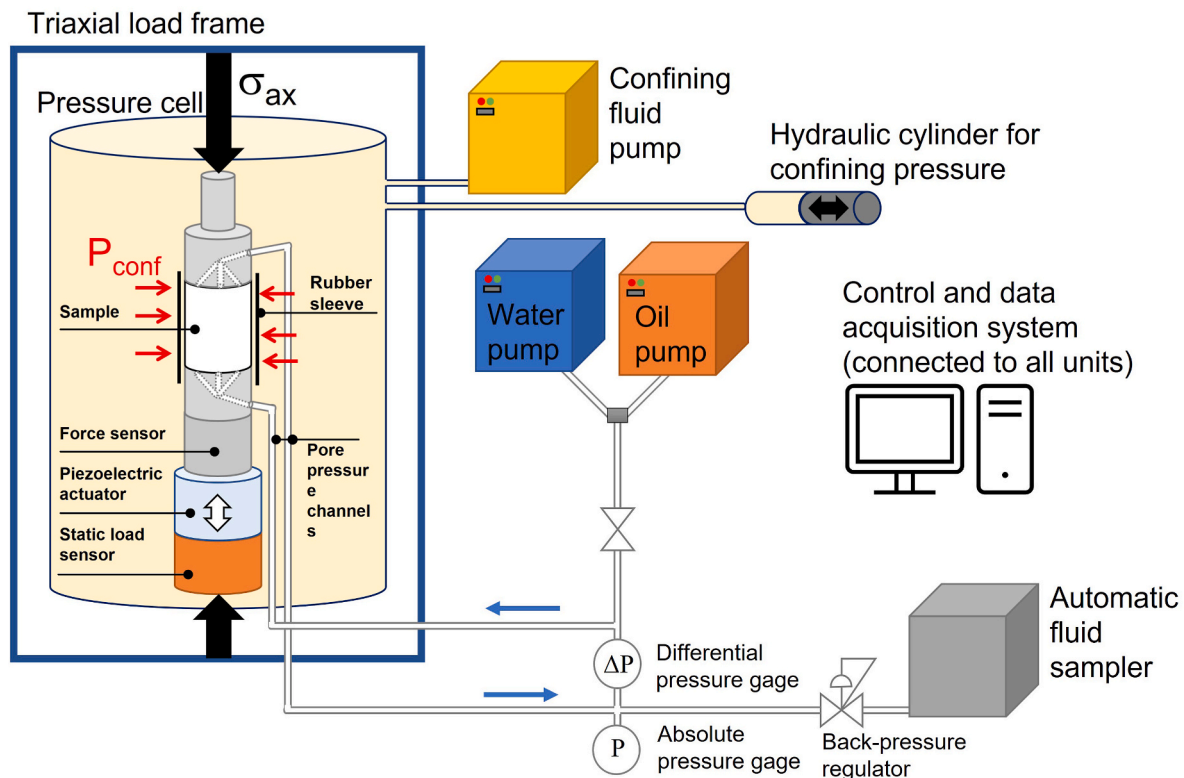 Triaxial load frame
σax
Pressure cell
Confining
fluid
pump
Hydraulic cylinder for
confining pressure
Pconf
Rubber
sleeve
Sample
Water
pump
Oil
pump
Control and data
acquisition system
(connected to all units)
Force sensor
Pore
pressur
e
channel
s
Piezoelectric
actuator
Static load
sensor
Automatic
fluid
sampler
ΔP
Differential
pressure gage
P
Absolute
pressure gage
Back-pressure
regulator